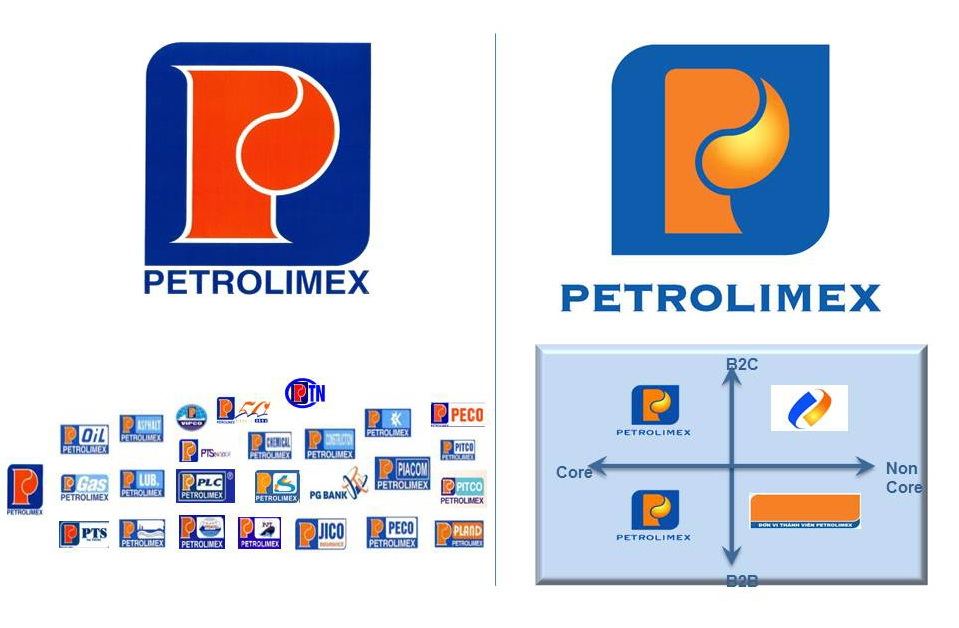 PETROLIMEX
PTN
VIPCO
50
PECO
OiL
PETROLIMEX
ASPHALT
PETROLIMEX
PTS
CHEMICAL
PETROLIMEX
CONSTRUCTION
PETROLIMEX
PETROLIMEX
PITCO
PETROLIMEX
PETROLIMEX
Gas
PETROLIMEX
LUB.
PETROLIMEX
PLC ®
PETROLIMEX
S
PETROLIMEX
PG BANK
PIACOM
PETROLIMEX
PITCO
PETROLIMEX
PTS
PETROLIMEX
PETROLIMEX
PETROLIMEX
JICO
PECO
PETROLIMEX
PLAND
PETROLIMEX
PETROLIMEX
B2C
PETROLIMEX
Core
Non
Core
PETROLIMEX
ĐƠN VỊ THÀNH VIÊN PETROLIMEX
B2B